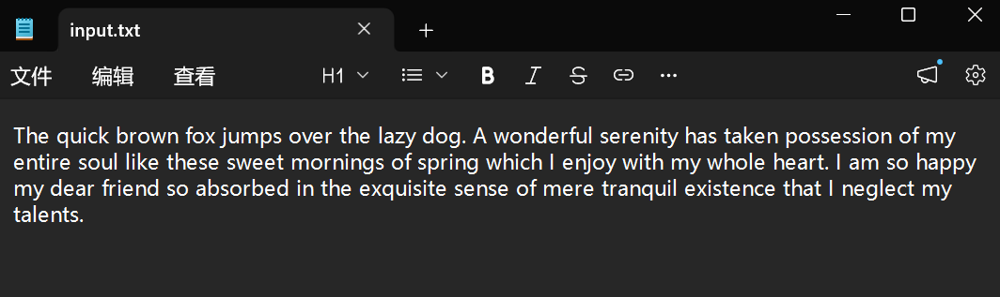 input.txt
文件 编辑 查看 H1 B I S
The quick brown fox jumps over the lazy dog. A wonderful serenity has taken possession of my
entire soul like these sweet mornings of spring which I enjoy with my whole heart. I am so happy
my dear friend so absorbed in the exquisite sense of mere tranquil existence that I neglect my
talents.